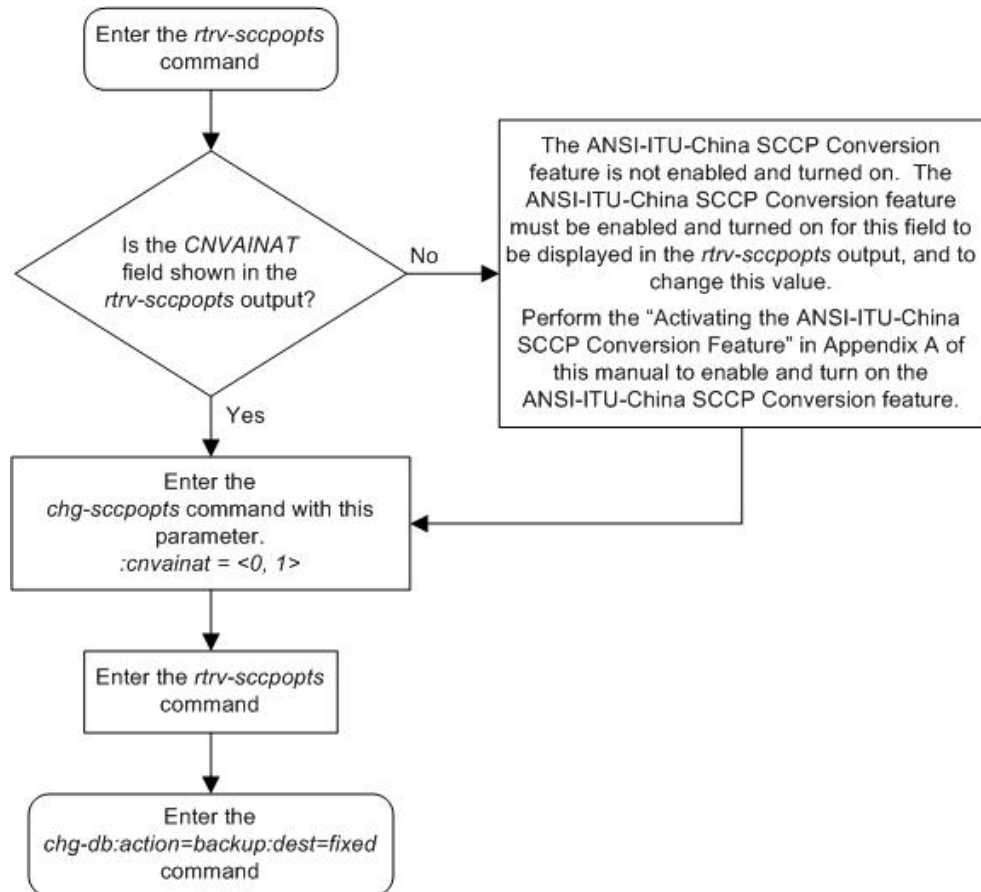 Enter the rtrv-sccpopts
command
Is the CNVAINAT
field shown in the
rtrv-sccpopts output?
No
The ANSI-ITU-China SCCP Conversion
feature is not enabled and turned on. The
ANSI-ITU-China SCCP Conversion feature
must be enabled and turned on for this field to
be displayed in the rtrv-sccpopts output, and to
change this value.
Perform the “Activating the ANSI-ITU-China
SCCP Conversion Feature” in Appendix A of
this manual to enable and turn on the
ANSI-ITU-China SCCP Conversion feature.
Yes
Enter the
chg-sccpopts command with this
parameter.
:cnvainat = <0, 1>
Enter the rtrv-sccpopts
command
Enter the
chg-db:action=backup:dest=fixed
command